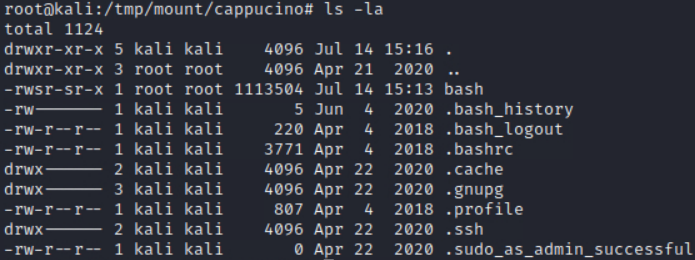 root@kali:/tmp/mount/cappucino# ls -la
total 1124
drwxr-xr-x 5 kali kali    4096 Jul 14 15:16 .
drwxr-xr-x 3 root root    4096 Apr 21  2020 ..
-rwsr-sr-x 1 root root 1113504 Jul 14 15:13 bash
-rw------- 1 kali kali       5 Jun  4  2020 .bash_history
-rw-r--r-- 1 kali kali     220 Apr  4  2018 .bash_logout
-rw-r--r-- 1 kali kali    3771 Apr  4  2018 .bashrc
drwx------ 2 kali kali    4096 Apr 22  2020 .cache
drwx------ 3 kali kali    4096 Apr 22  2020 .gnupg
-rw-r--r-- 1 kali kali     807 Apr  4  2018 .profile
drwx------ 2 kali kali    4096 Apr 22  2020 .ssh
-rw-r--r-- 1 kali kali       0 Apr 22  2020 .sudo_as_admin_successful